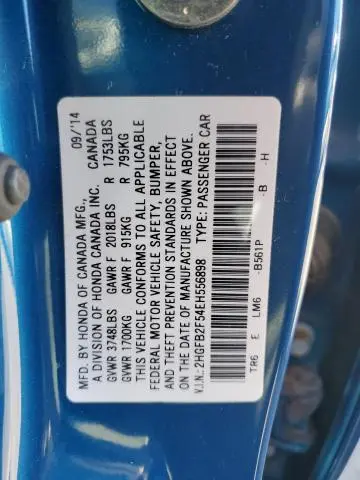 MFD. BY HONDA OF CANADA MFG., 09/'14
A DIVISION OF HONDA CANADA INC. CANADA
GVWR 3748LBS GAWR F 2018LBS R 1753LBS
GVWR 1700KG GAWR F 915KG R 795KG
THIS VEHICLE CONFORMS TO ALL APPLICABLE
FEDERAL MOTOR VEHICLE SAFETY, BUMPER,
AND THEFT PREVENTION STANDARDS IN EFFECT
ON THE DATE OF MANUFACTURE SHOWN ABOVE.
V.I.N.: 2HGFB2F54EH556898 TYPE: PASSENGER CAR
TR6 E LM6 -B561P -B -H